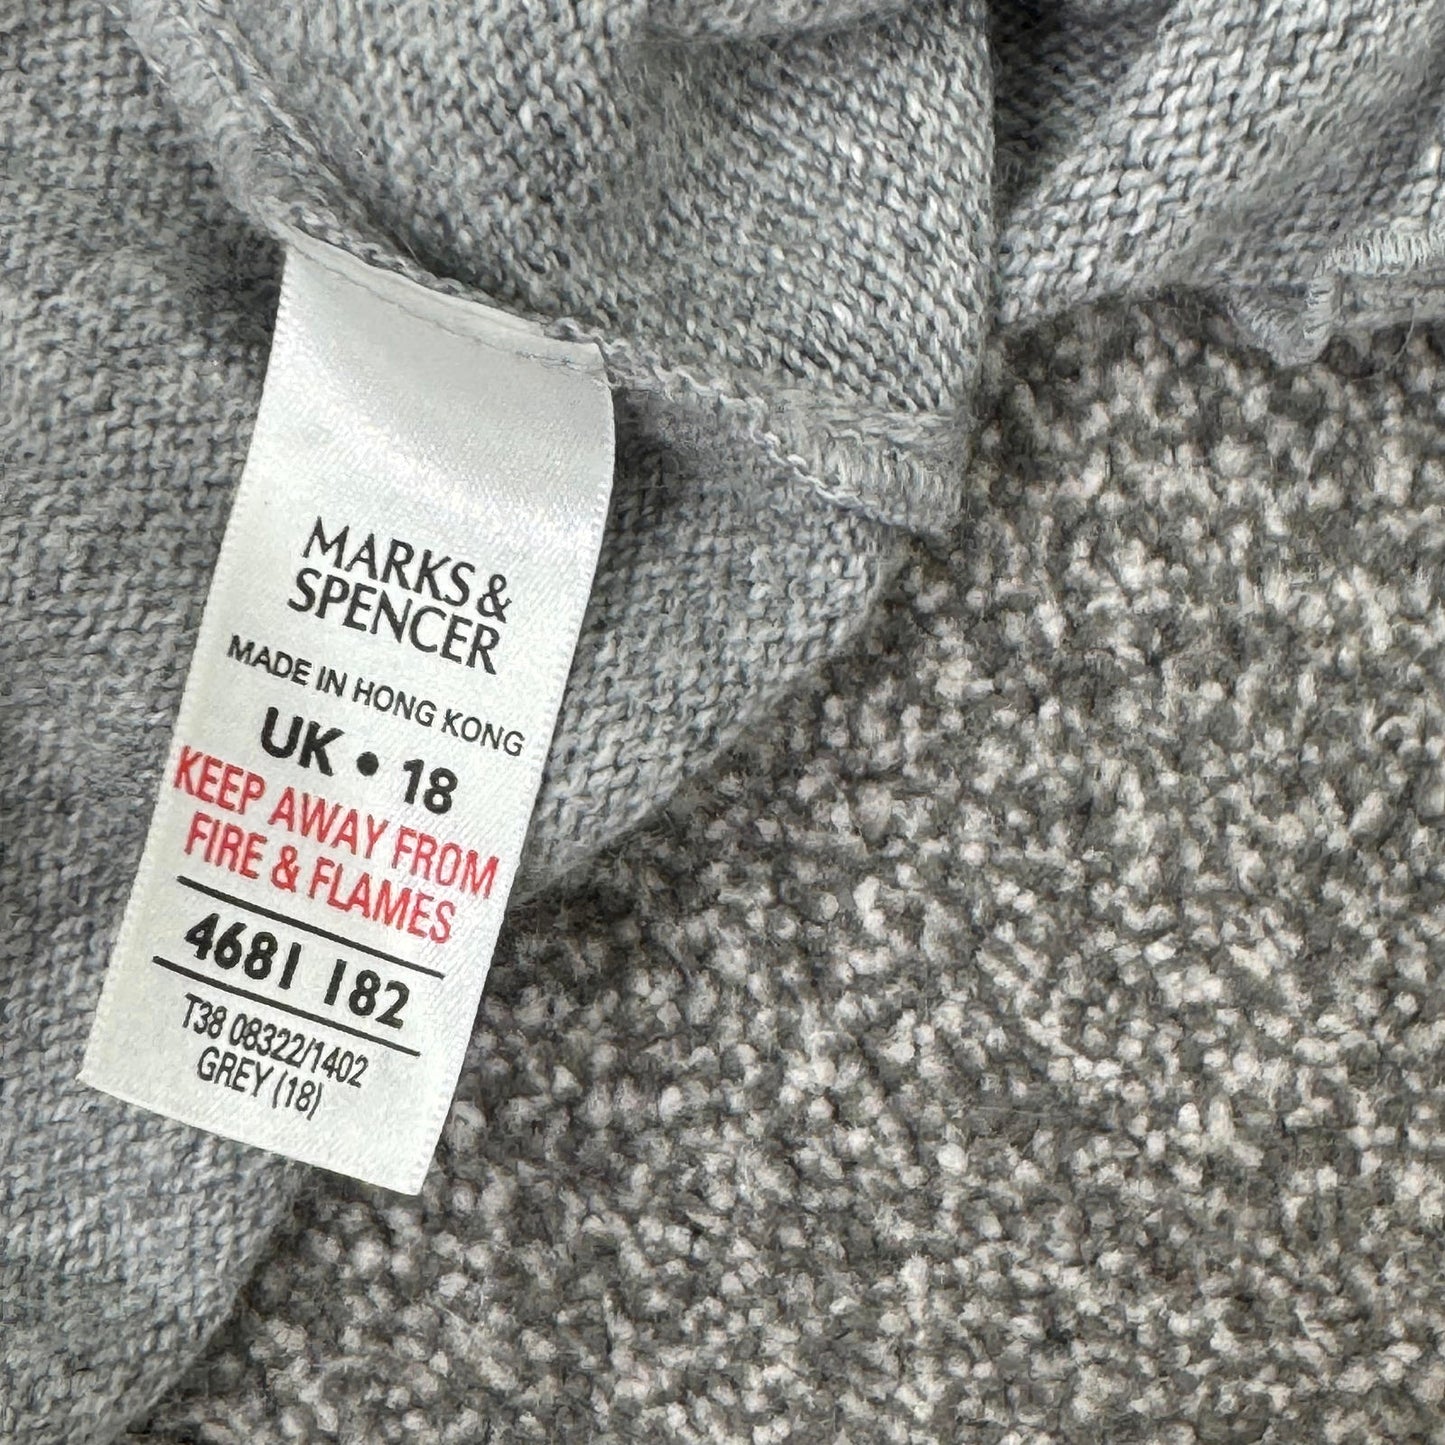 MARKS &
SPENCER
MADE IN HONG KONG
UK • 18
KEEP AWAY FROM
FIRE & FLAMES
4681 182
T38 08322/1402
GREY (18)